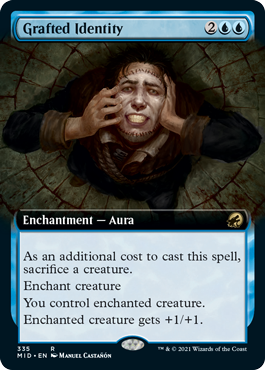 Grafted Identity 2
Enchantment — Aura
As an additional cost to cast this spell,
sacrifice a creature.
Enchant creature
You control enchanted creature.
Enchanted creature gets +1/+1.
335 R
MID • EN MANUEL CASTAÑÓN ™ & © 2021 Wizards of the Coast